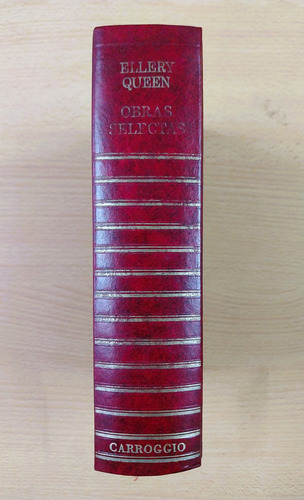 ELLERY
QUEEN
OBRAS
SELECTAS
CARROGGIO